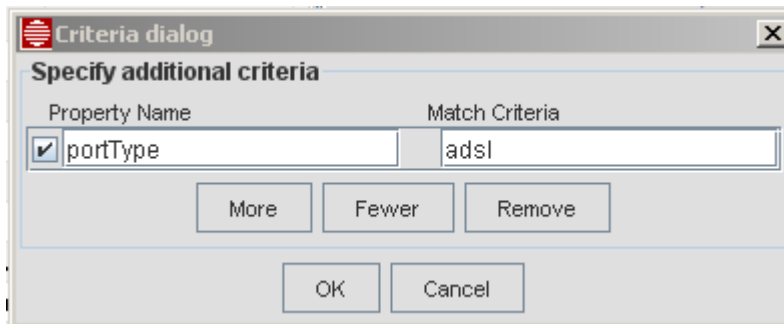 Criteria dialog
Specify additional criteria
Property Name Match Criteria
portType adsl
More Fewer Remove
OK Cancel